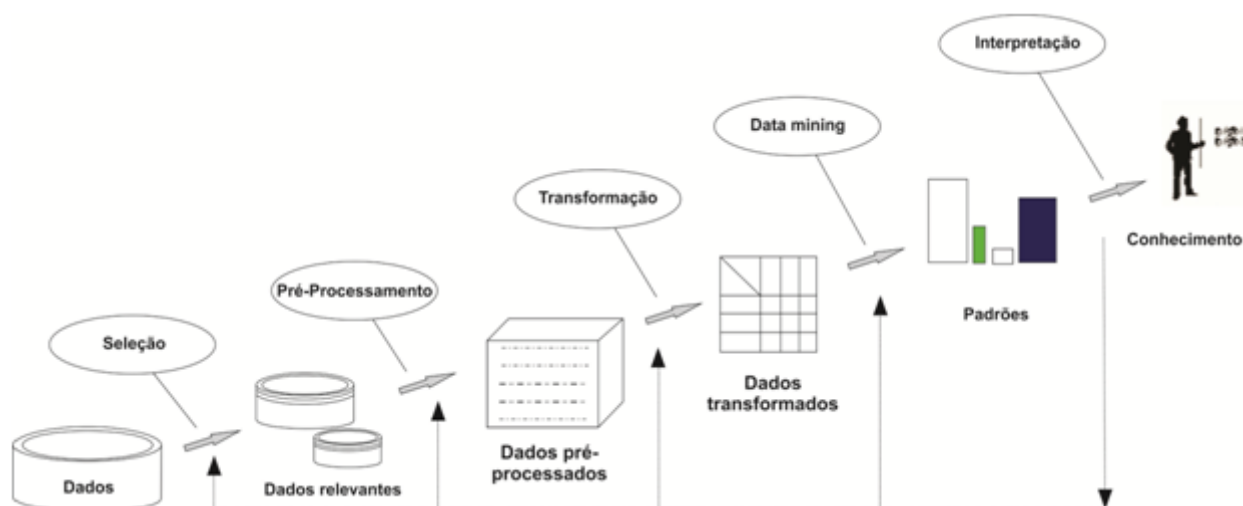 Interpretação
Data mining
Transformação
Pré-Processamento
Seleção
Dados
Dados relevantes
Dados pré-
processados
Dados
transformados
Padrões
Conhecimento